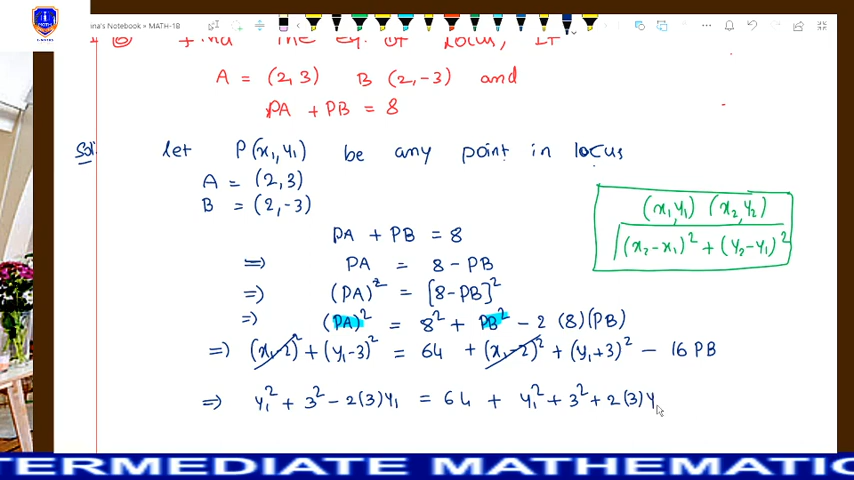 ina's Notebook » MATH-1B
Find The Eq. of Locus, If
A = (2,3) B (2,-3) and
PA + PB = 8
Sol: let P(x₁,y₁) be any point in locus
A = (2,3)
B = (2,-3)
(x₁,y₁) (x₂,y₂)
√(x₂-x₁)² + (y₂-y₁)²
PA + PB = 8
⇒ PA = 8 - PB
⇒ (PA)² = [8-PB]²
⇒ (PA)² = 8² + PB² - 2 (8)(PB)
⇒ (x₁-2)² + (y₁-3)² = 64 + (x₁-2)² + (y₁+3)² - 16 PB
⇒ y₁² + 3² - 2(3)y₁ = 64 + y₁² + 3² + 2(3)y
TERMEDIATE MATHEMATIC